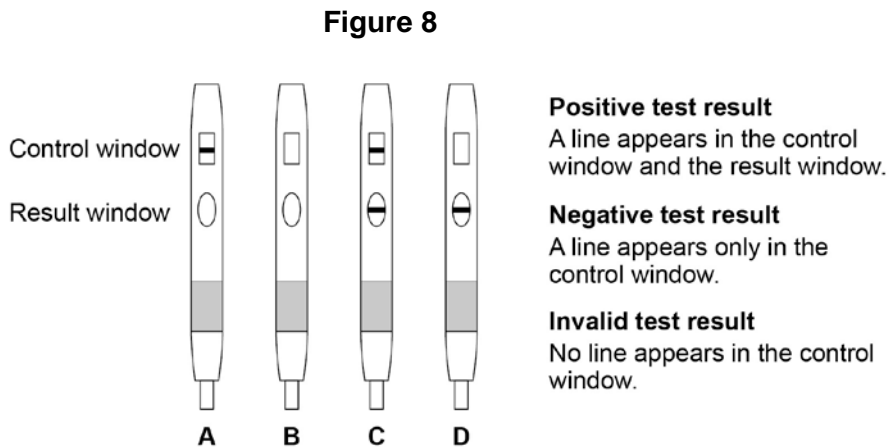 Figure 8
Control window
Result window
A B C D
Positive test result
A line appears in the control
window and the result window.
Negative test result
A line appears only in the
control window.
Invalid test result
No line appears in the control
window.